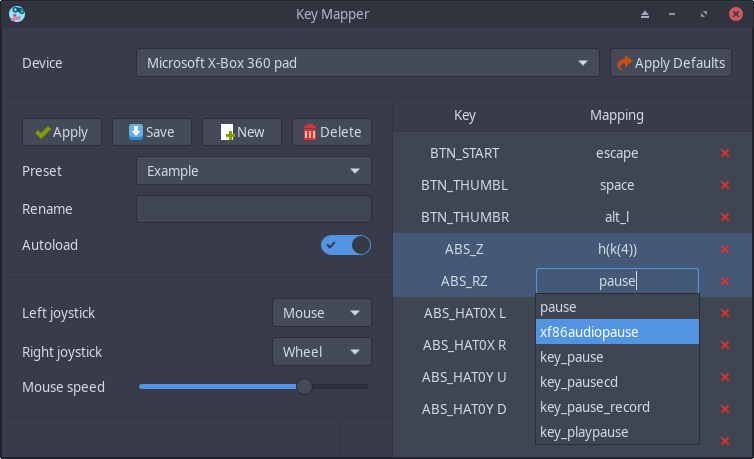 Key Mapper
Device
Microsoft X-Box 360 pad
Apply Defaults
Apply
Save
New
Delete
Preset
Example
Rename
Autoload
Left joystick
Mouse
Right joystick
Wheel
Mouse speed
Key Mapping
BTN_START escape
BTN_THUMBL space
BTN_THUMBR alt_l
ABS_Z h(k(4))
ABS_RZ pause
ABS_HAT0X L
ABS_HAT0X R
ABS_HAT0Y U
ABS_HAT0Y D
pause
xf86audiopause
key_pause
key_pausecd
key_pause_record
key_playpause